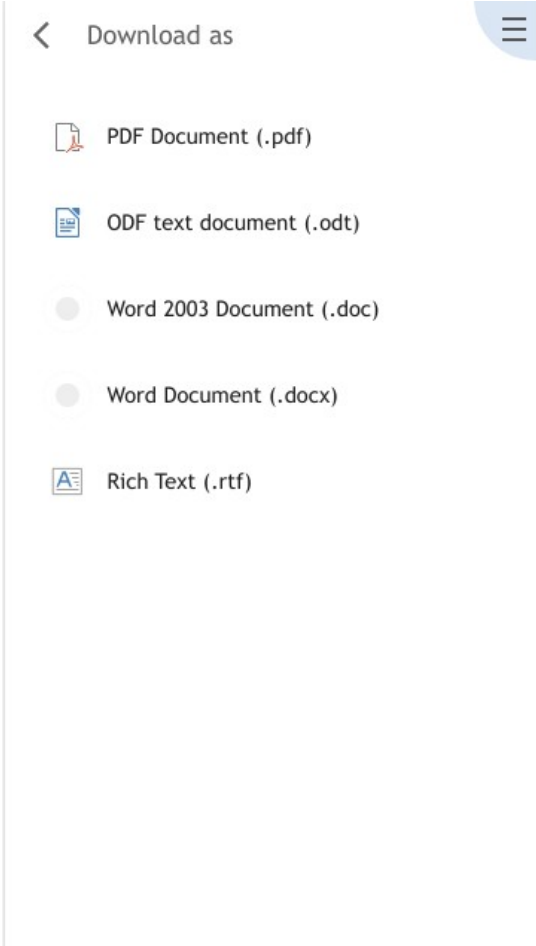 Download as
PDF Document (.pdf)
ODF text document (.odt)
Word 2003 Document (.doc)
Word Document (.docx)
Rich Text (.rtf)